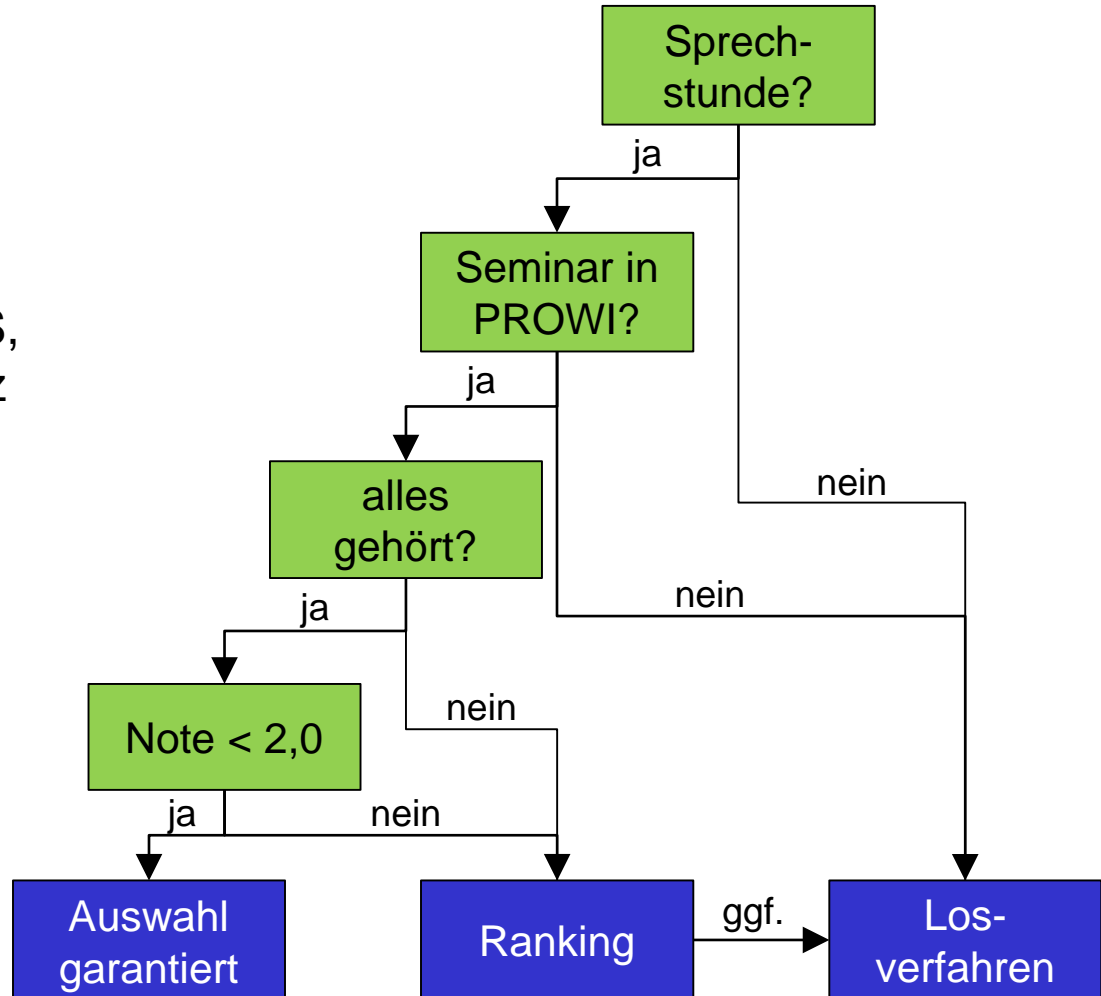 Sprech-
stunde?
ja
Seminar in
PROWI?
ja
alles
gehört?
nein
ja
nein
Note < 2,0
nein
ja
nein
Auswahl
garantiert
Ranking
ggf.
Los-
verfahren